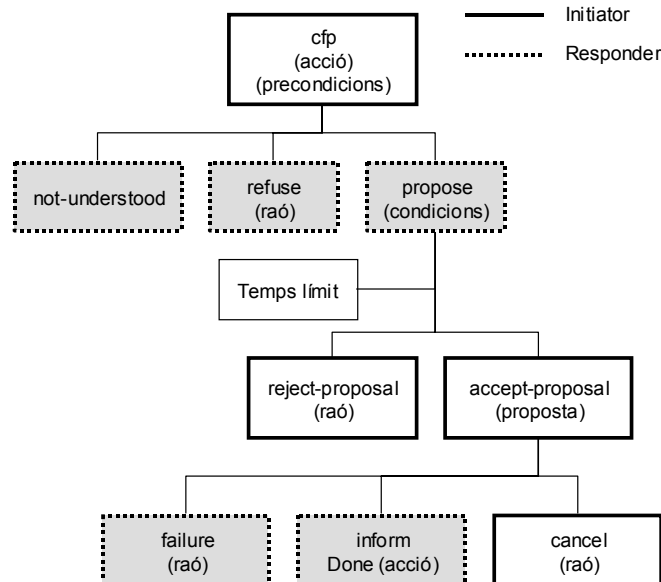 Initiator
Responder
cfp
(acció)
(precondicions)
not-understood
refuse
(raó)
propose
(condicions)
Temps límit
reject-proposal
(raó)
accept-proposal
(proposta)
failure
(raó)
inform
Done (acció)
cancel
(raó)